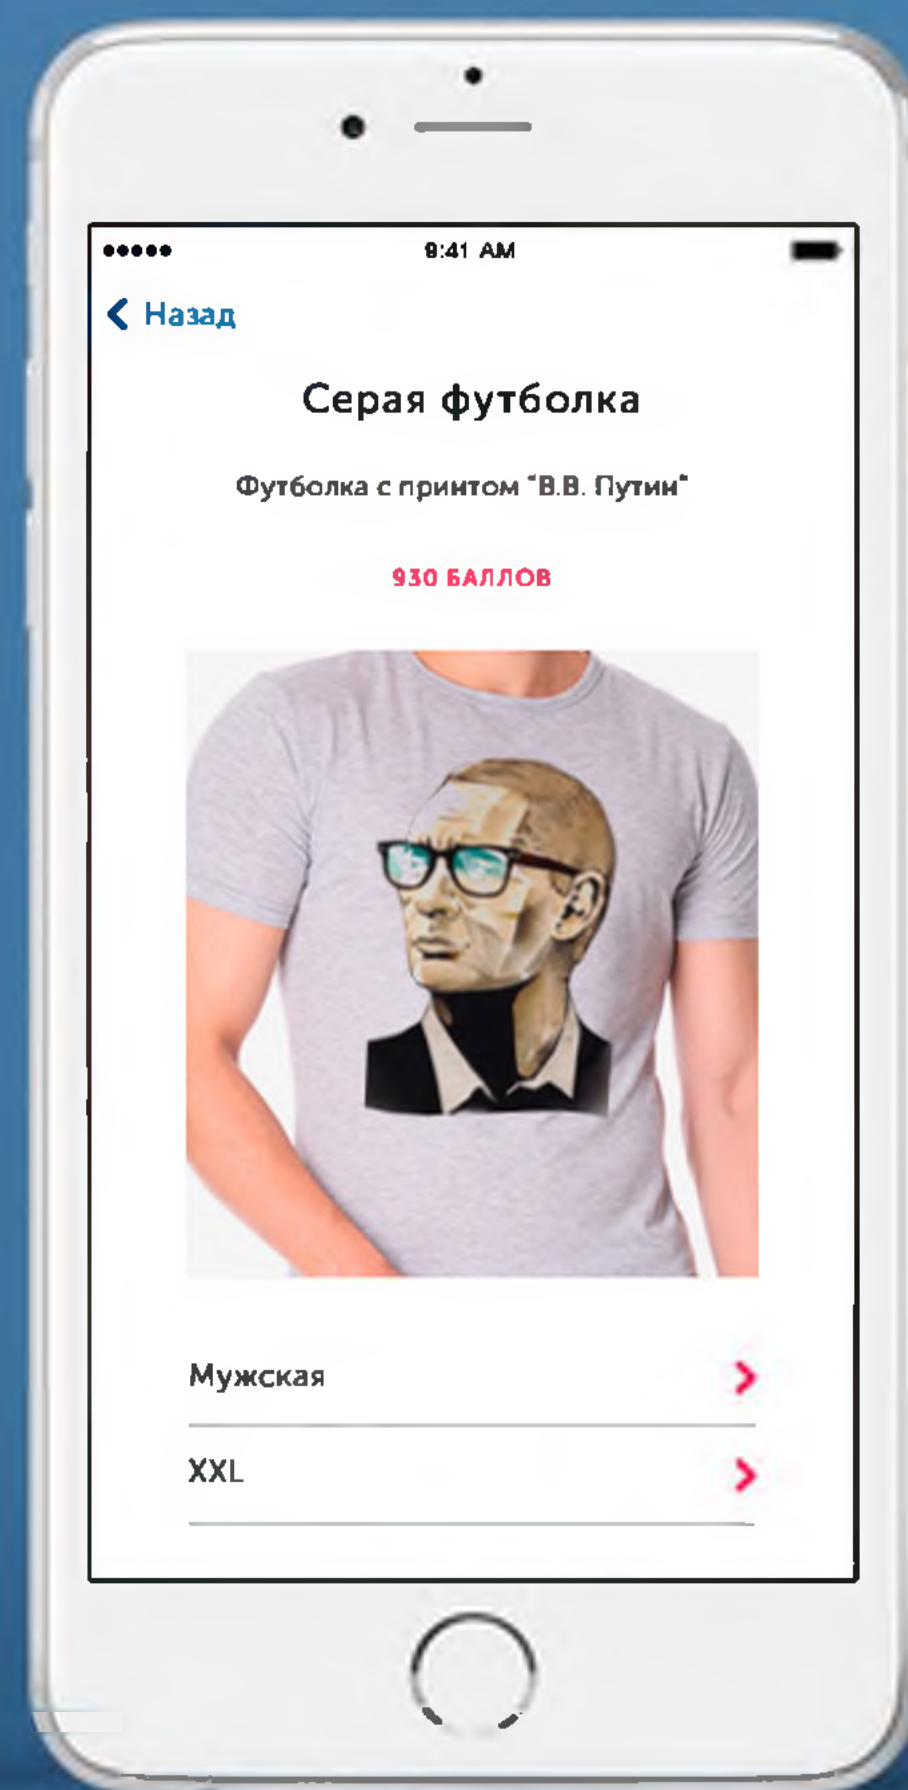 9:41 AM
Назад
Серая футболка
Футболка с принтом "В.В. Путин"
930 БАЛЛОВ
Мужская
XXL